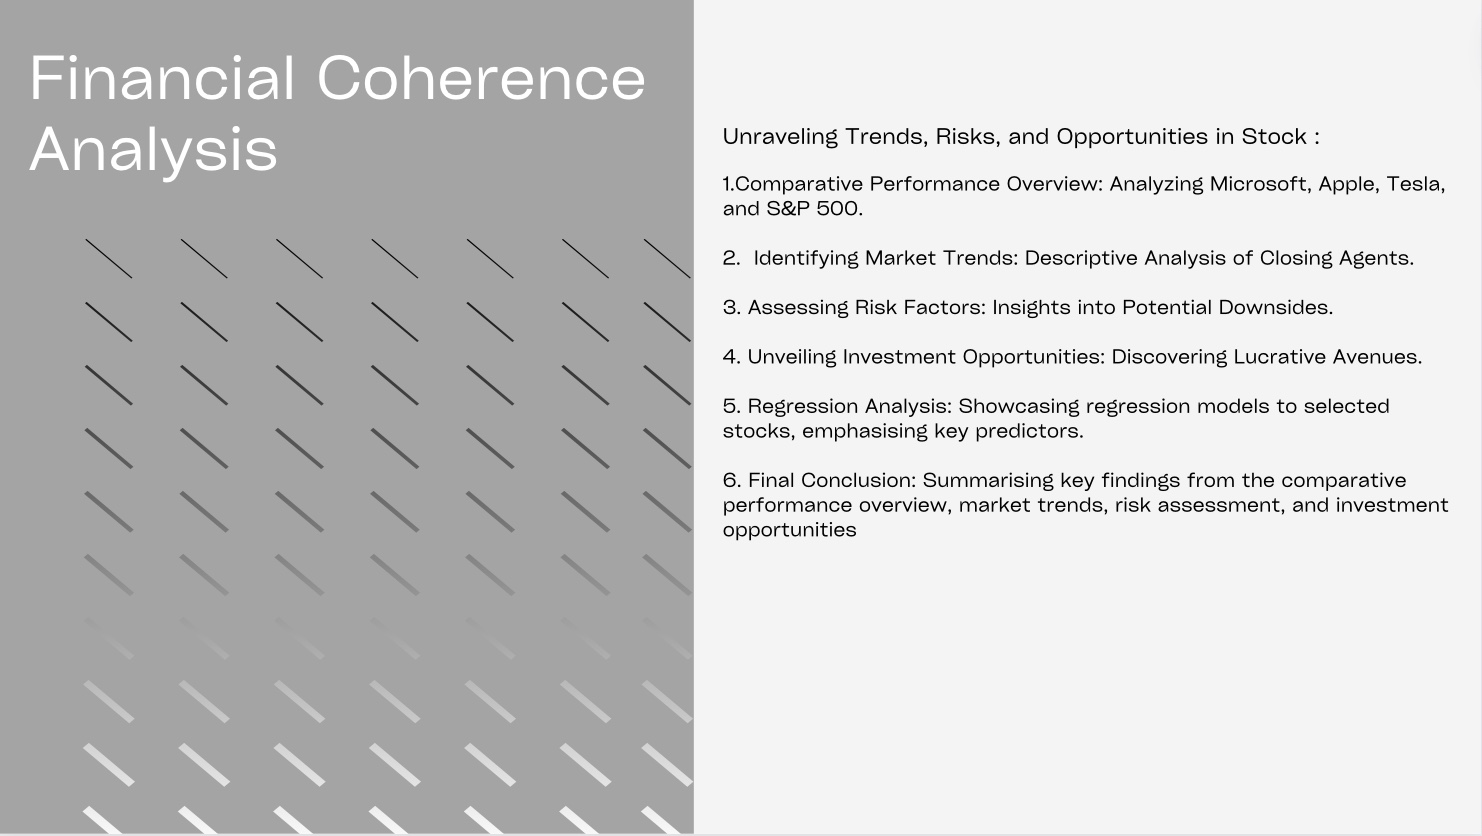 Financial Coherence
Analysis
Unraveling Trends, Risks, and Opportunities in Stock :
1.Comparative Performance Overview: Analyzing Microsoft, Apple, Tesla,
and S&P 500.
2.  Identifying Market Trends: Descriptive Analysis of Closing Agents.
3. Assessing Risk Factors: Insights into Potential Downsides.
4. Unveiling Investment Opportunities: Discovering Lucrative Avenues.
5. Regression Analysis: Showcasing regression models to selected
stocks, emphasising key predictors.
6. Final Conclusion: Summarising key findings from the comparative
performance overview, market trends, risk assessment, and investment
opportunities